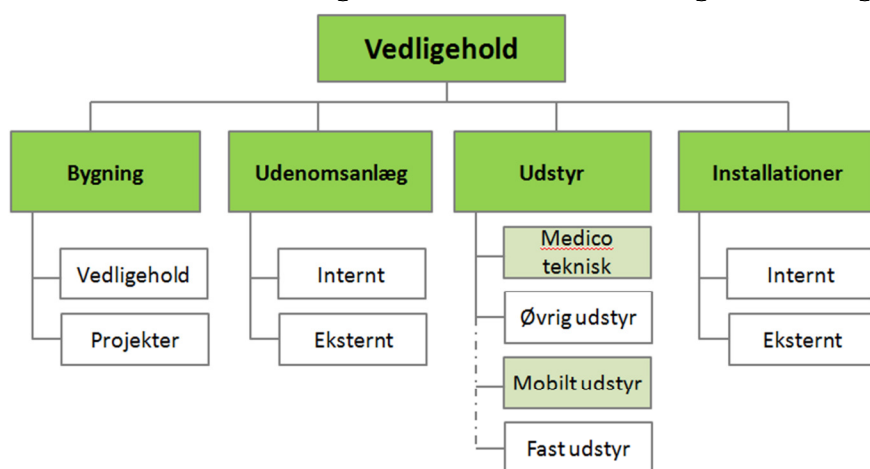 Vedligehold
Bygning
Udenomsanlæg
Udstyr
Installationer
Vedligehold
Projekter
Internt
Eksternt
Medico
teknisk
Øvrig udstyr
Mobilt udstyr
Fast udstyr
Internt
Eksternt